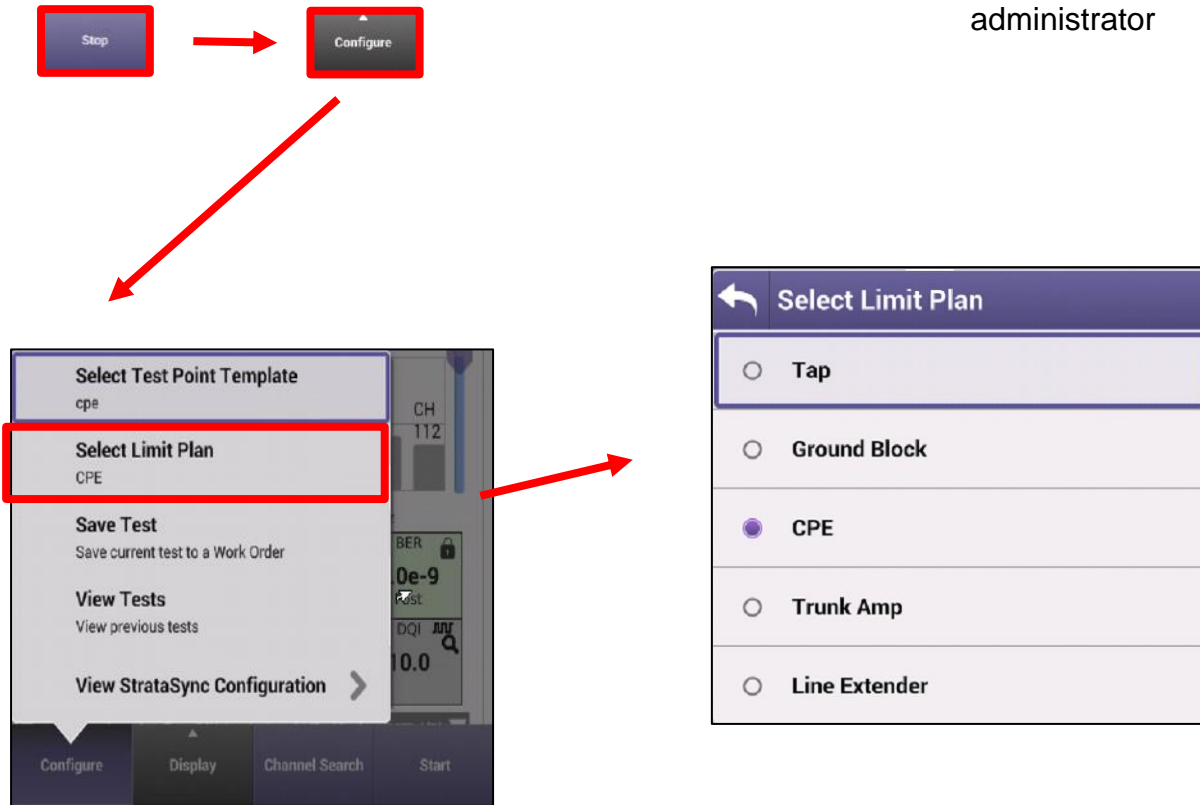 administrator
Stop
Configure
Select Test Point Template
cpe
Select Limit Plan
CPE
Save Test
Save current test to a Work Order
View Tests
View previous tests
View StrataSync Configuration
CH
112
BER
.0e-9
Post
DQI
10.0
Configure
Display
Channel Search
Start
Select Limit Plan
Tap
Ground Block
CPE
Trunk Amp
Line Extender